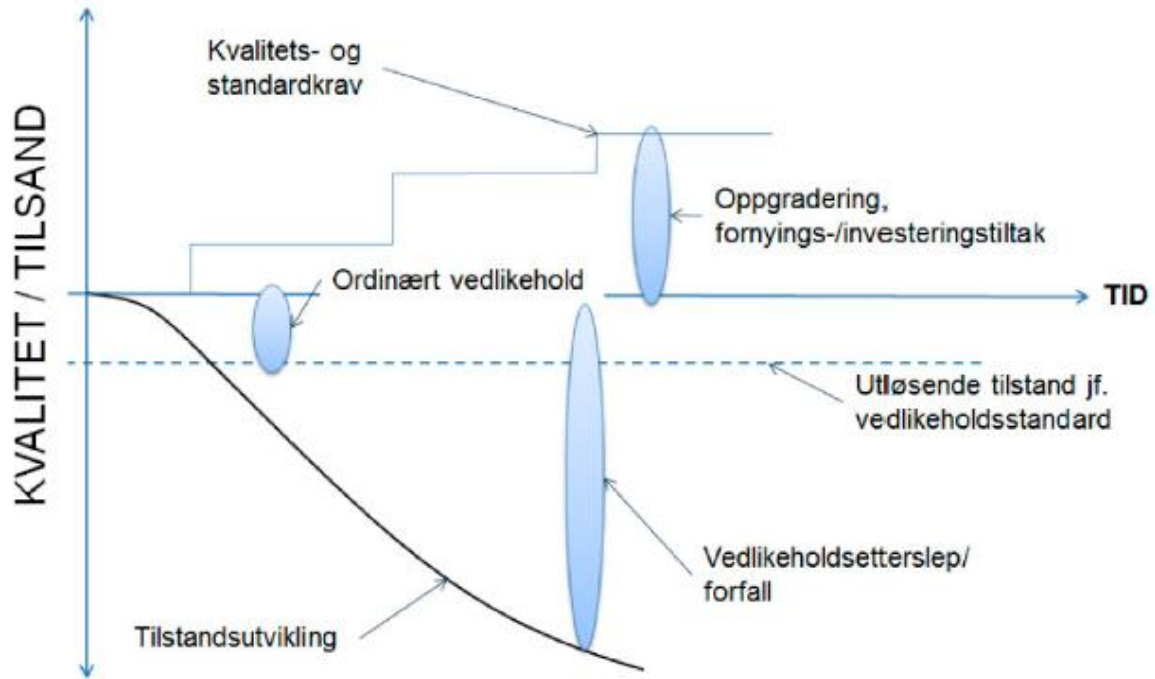 KVALITET / TILSAND
Kvalitets- og
standardkrav
Oppgradering,
fornyings-/investeringstiltak
Ordinært vedlikehold
TID
Utløsende tilstand jf.
vedlikeholdsstandard
Vedlikeholdsetterslep/
forfall
Tilstandsutvikling